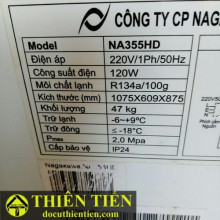 CÔNG TY CP NAG
Model NA355HD
Điện áp 220V/1Ph/50Hz
Công suất điện 120W
Môi chất lạnh R134a/100g
Kích thước (mm) 1075X609X875
Khối lượng 47 kg
Trữ lạnh -6~+9°C
Trữ đông ≤ -18°C
Pmax 2,0 Mpa
Cấp bảo vệ IP24
Nagakawa
THIÊN TIẾN
docuthientien.com